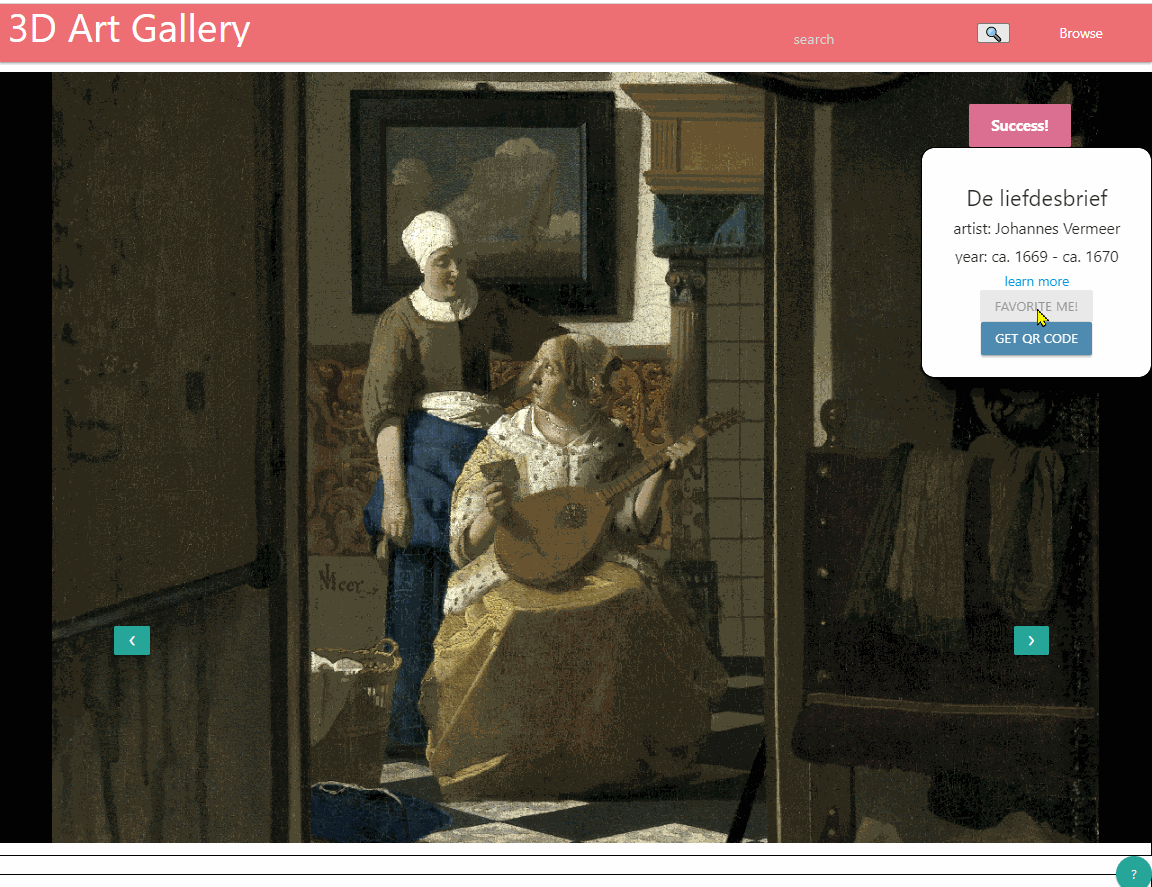 3D Art Gallery
search
Browse
Success!
De liefdesbrief
artist: Johannes Vermeer
year: ca. 1669 - ca. 1670
learn more
FAVORITE ME!
GET QR CODE
Meer
‹
›
?